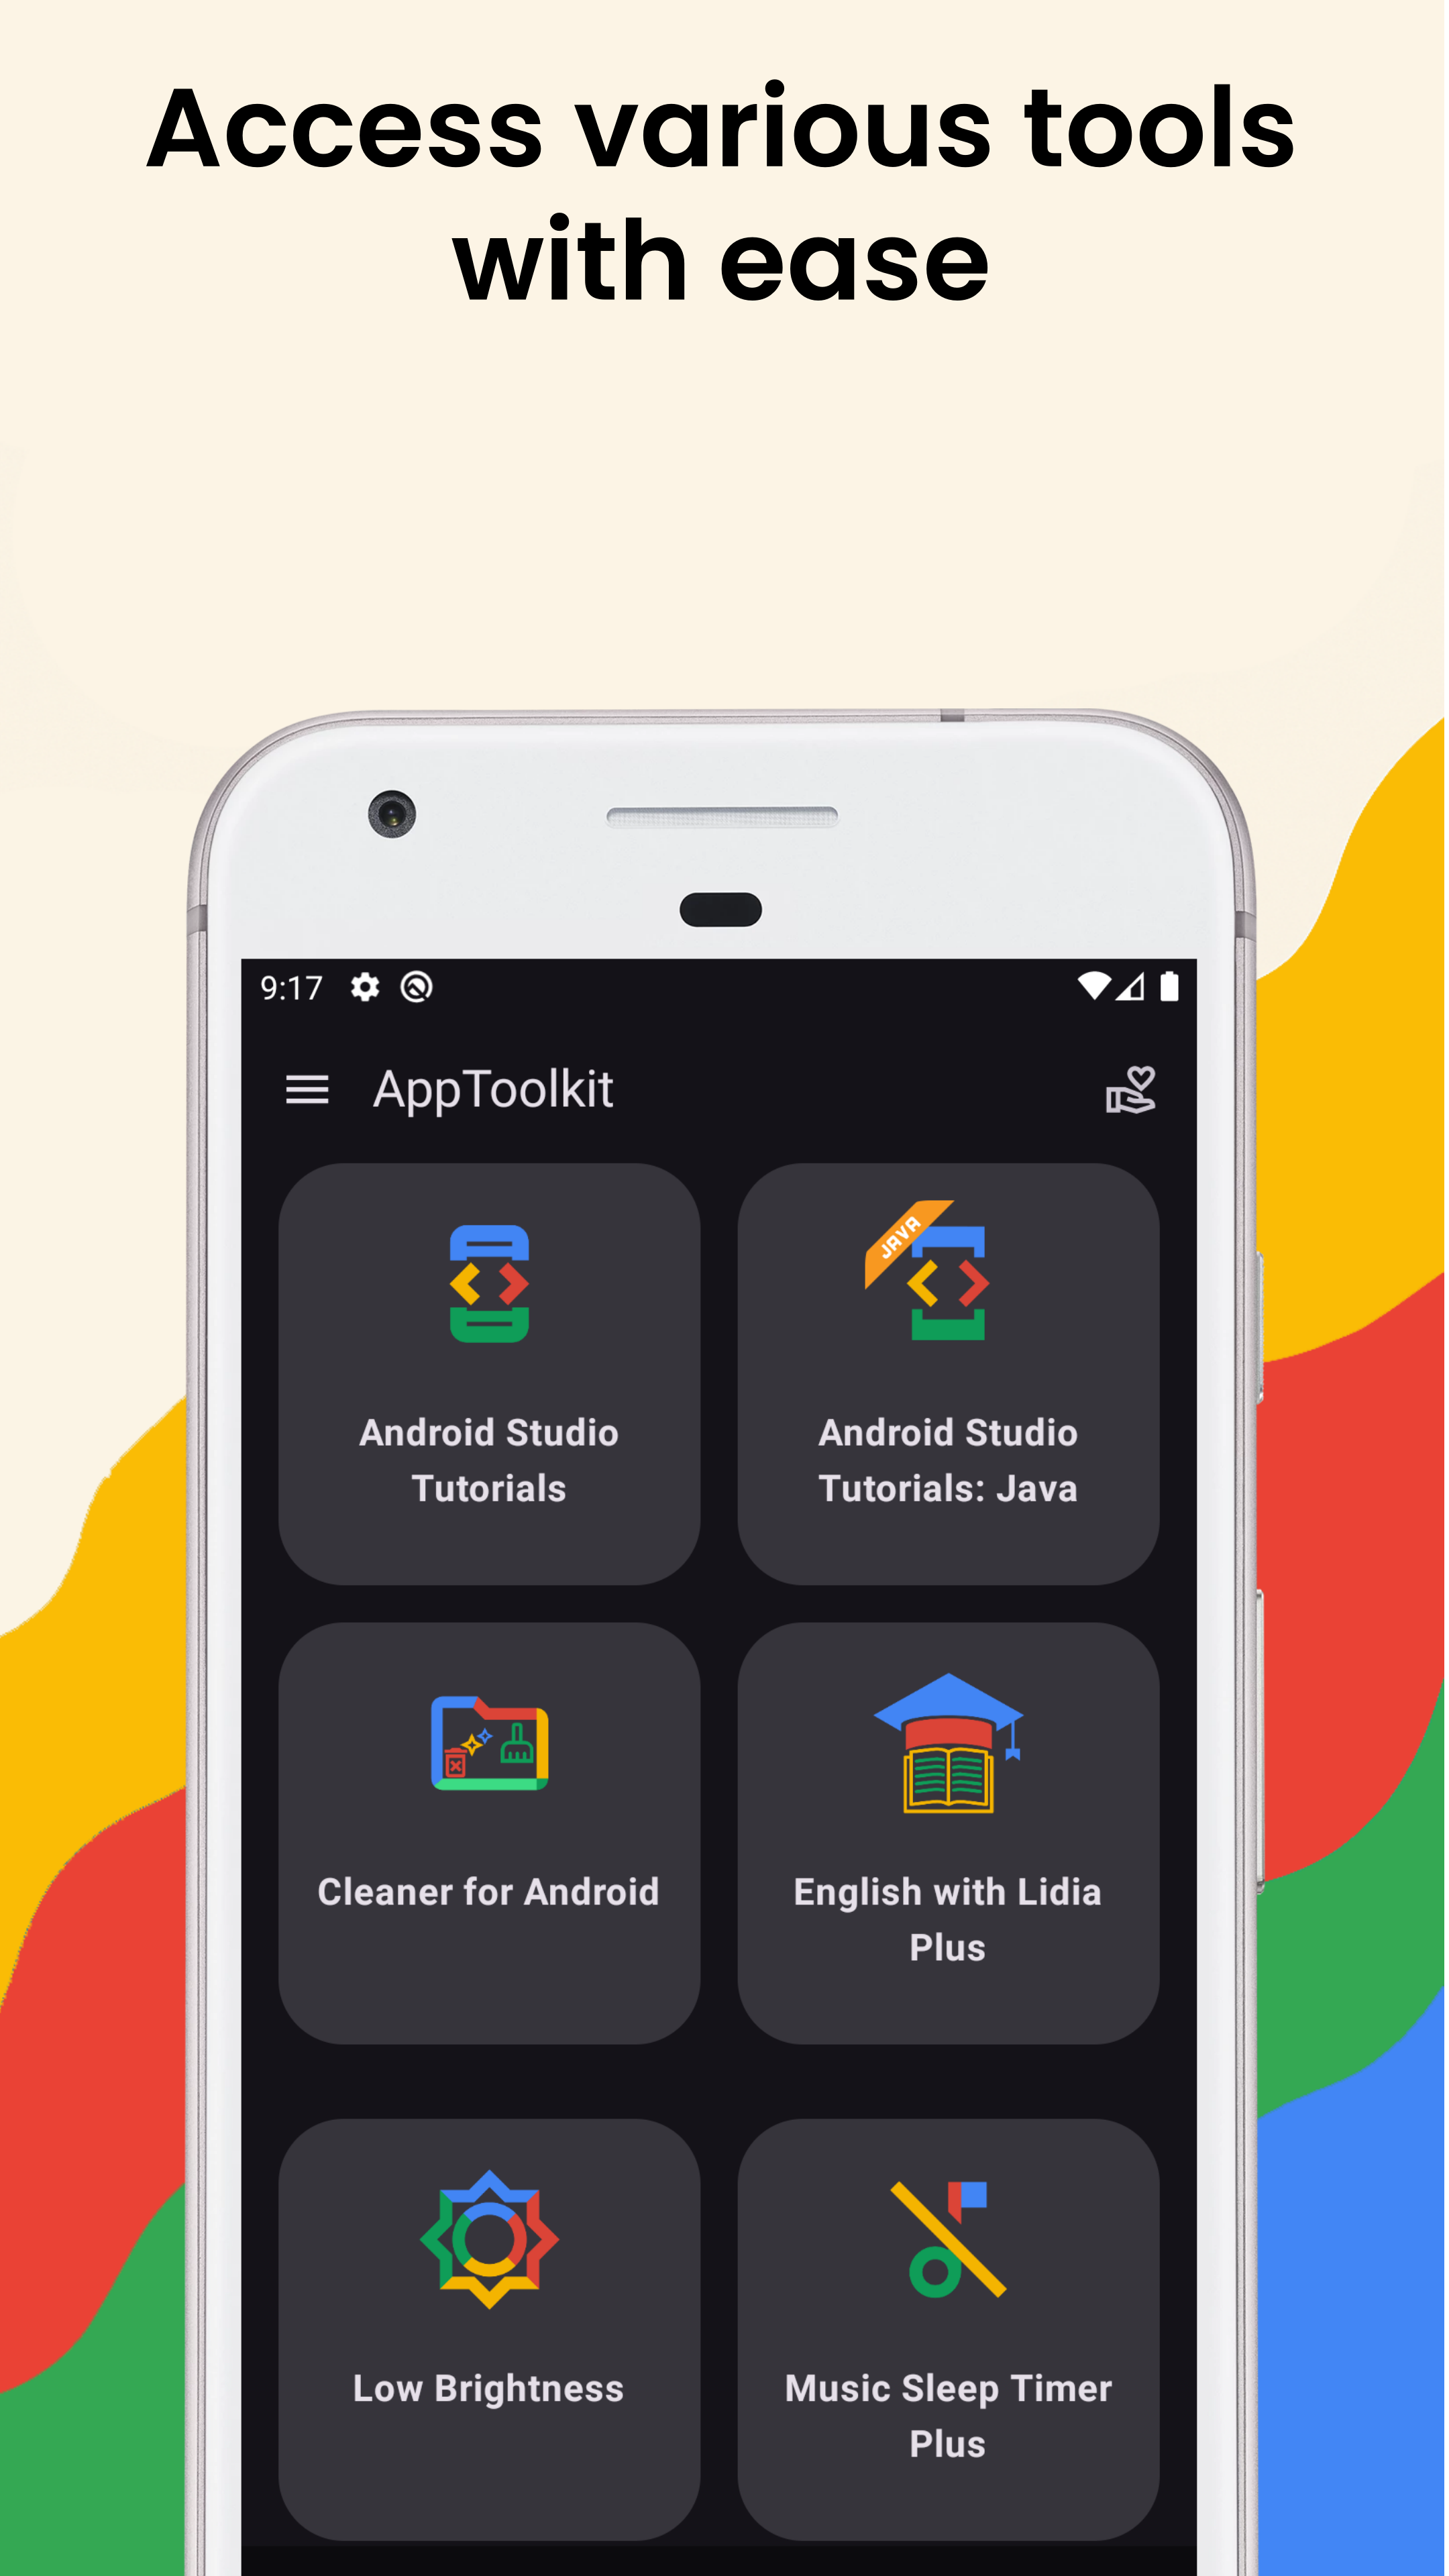 Access various tools
with ease
9:17
AppToolkit
JAVA
Android Studio
Tutorials
Android Studio
Tutorials: Java
Cleaner for Android
English with Lidia
Plus
Low Brightness
Music Sleep Timer
Plus